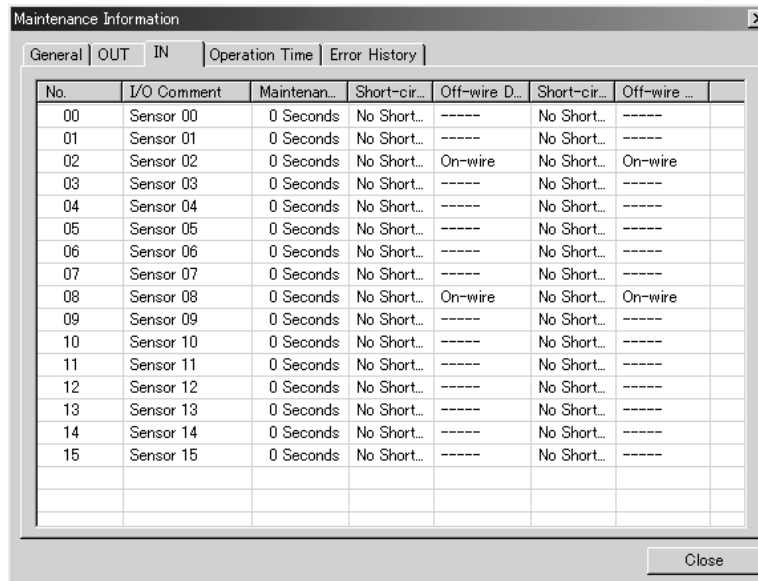 Maintenance Information
General OUT IN Operation Time Error History
No. I/O Comment Maintenan... Short-cir... Off-wire D... Short-cir... Off-wire ...
00 Sensor 00 0 Seconds No Short... ----- No Short... -----
01 Sensor 01 0 Seconds No Short... ----- No Short... -----
02 Sensor 02 0 Seconds No Short... On-wire No Short... On-wire
03 Sensor 03 0 Seconds No Short... ----- No Short... -----
04 Sensor 04 0 Seconds No Short... ----- No Short... -----
05 Sensor 05 0 Seconds No Short... ----- No Short... -----
06 Sensor 06 0 Seconds No Short... ----- No Short... -----
07 Sensor 07 0 Seconds No Short... ----- No Short... -----
08 Sensor 08 0 Seconds No Short... On-wire No Short... On-wire
09 Sensor 09 0 Seconds No Short... ----- No Short... -----
10 Sensor 10 0 Seconds No Short... ----- No Short... -----
11 Sensor 11 0 Seconds No Short... ----- No Short... -----
12 Sensor 12 0 Seconds No Short... ----- No Short... -----
13 Sensor 13 0 Seconds No Short... ----- No Short... -----
14 Sensor 14 0 Seconds No Short... ----- No Short... -----
15 Sensor 15 0 Seconds No Short... ----- No Short... -----
Close